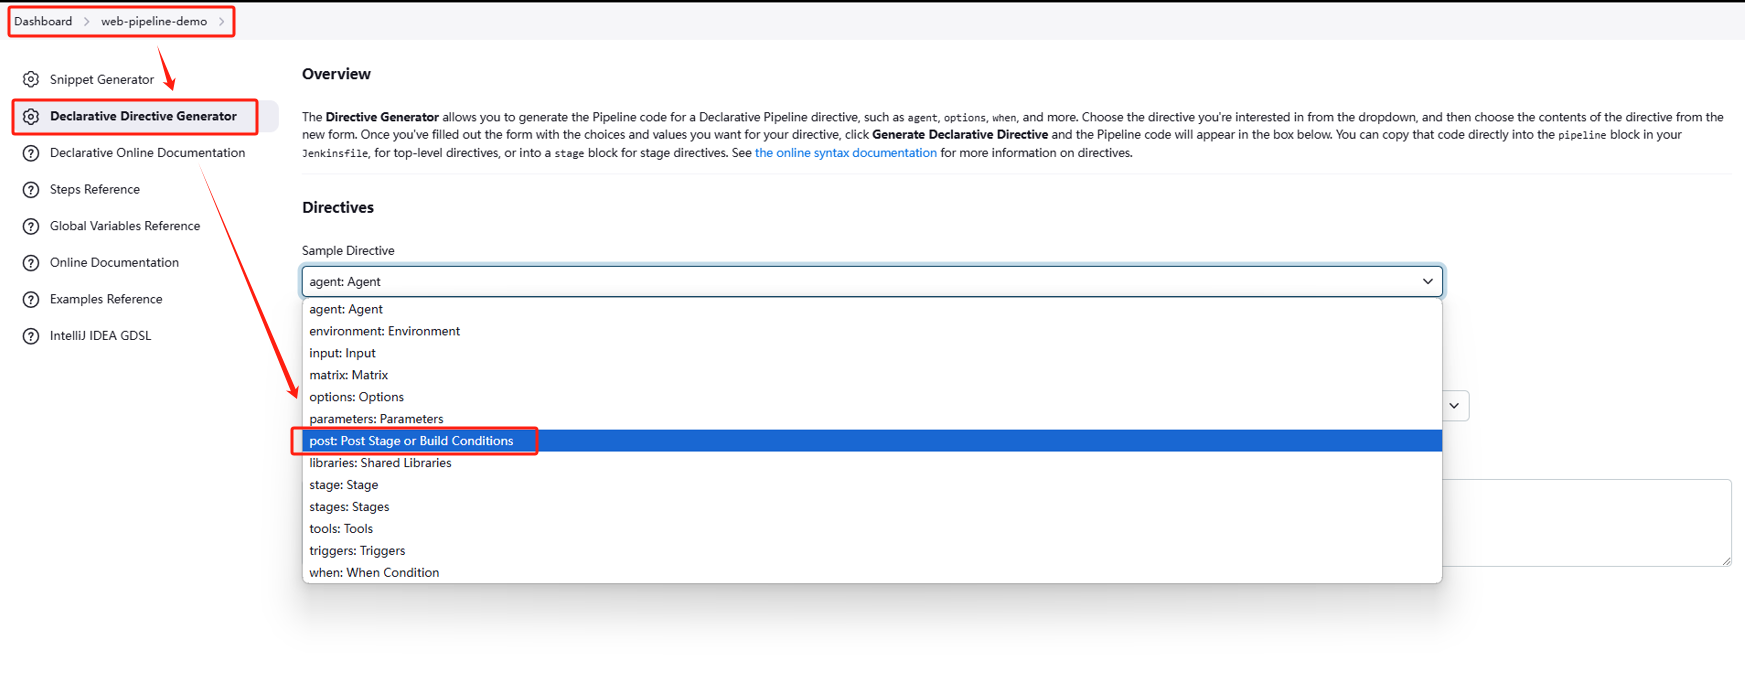 Dashboard > web-pipeline-demo >
Snippet Generator
Declarative Directive Generator
Declarative Online Documentation
Steps Reference
Global Variables Reference
Online Documentation
Examples Reference
IntelliJ IDEA GDSL
Overview
The Directive Generator allows you to generate the Pipeline code for a Declarative Pipeline directive, such as agent, options, when, and more. Choose the directive you're interested in from the dropdown, and then choose the contents of the directive from the
new form. Once you've filled out the form with the choices and values you want for your directive, click Generate Declarative Directive and the Pipeline code will appear in the box below. You can copy that code directly into the pipeline block in your
Jenkinsfile, for top-level directives, or into a stage block for stage directives. See the online syntax documentation for more information on directives.
Directives
Sample Directive
agent: Agent
agent: Agent
environment: Environment
input: Input
matrix: Matrix
options: Options
parameters: Parameters
post: Post Stage or Build Conditions
libraries: Shared Libraries
stage: Stage
stages: Stages
tools: Tools
triggers: Triggers
when: When Condition